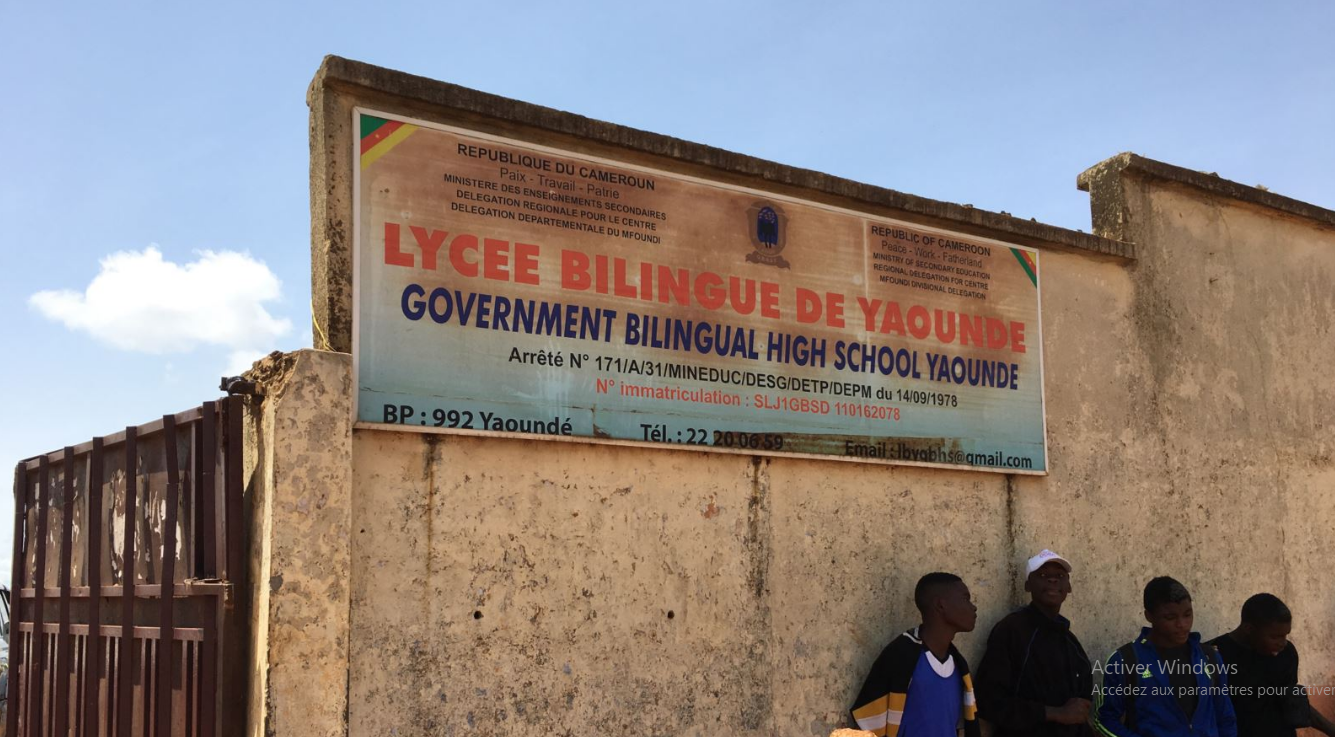 REPUBLIQUE DU CAMEROUN
Paix - Travail - Patrie
MINISTERE DES ENSEIGNEMENTS SECONDAIRES
DELEGATION REGIONALE POUR LE CENTRE
DELEGATION DEPARTEMENTALE DU MFOUNDI
REPUBLIC OF CAMEROON
Peace - Work - Fatherland
MINISTRY OF SECONDARY EDUCATION
REGIONAL DELEGATION FOR CENTRE
MFOUNDI DIVISIONAL DELEGATION
LYCEE BILINGUE DE YAOUNDE
GOVERNMENT BILINGUAL HIGH SCHOOL YAOUNDE
Arrêté N° 171/A/31/MINEDUC/DESG/DETP/DEPM du 14/09/1978
N° immatriculation : SLJ1GBSD 110162078
BP : 992 Yaoundé
Tél. : 22 20 06 59
Email : lbygbhs@gmail.com
Activer Windows
Accédez aux paramètres pour activer